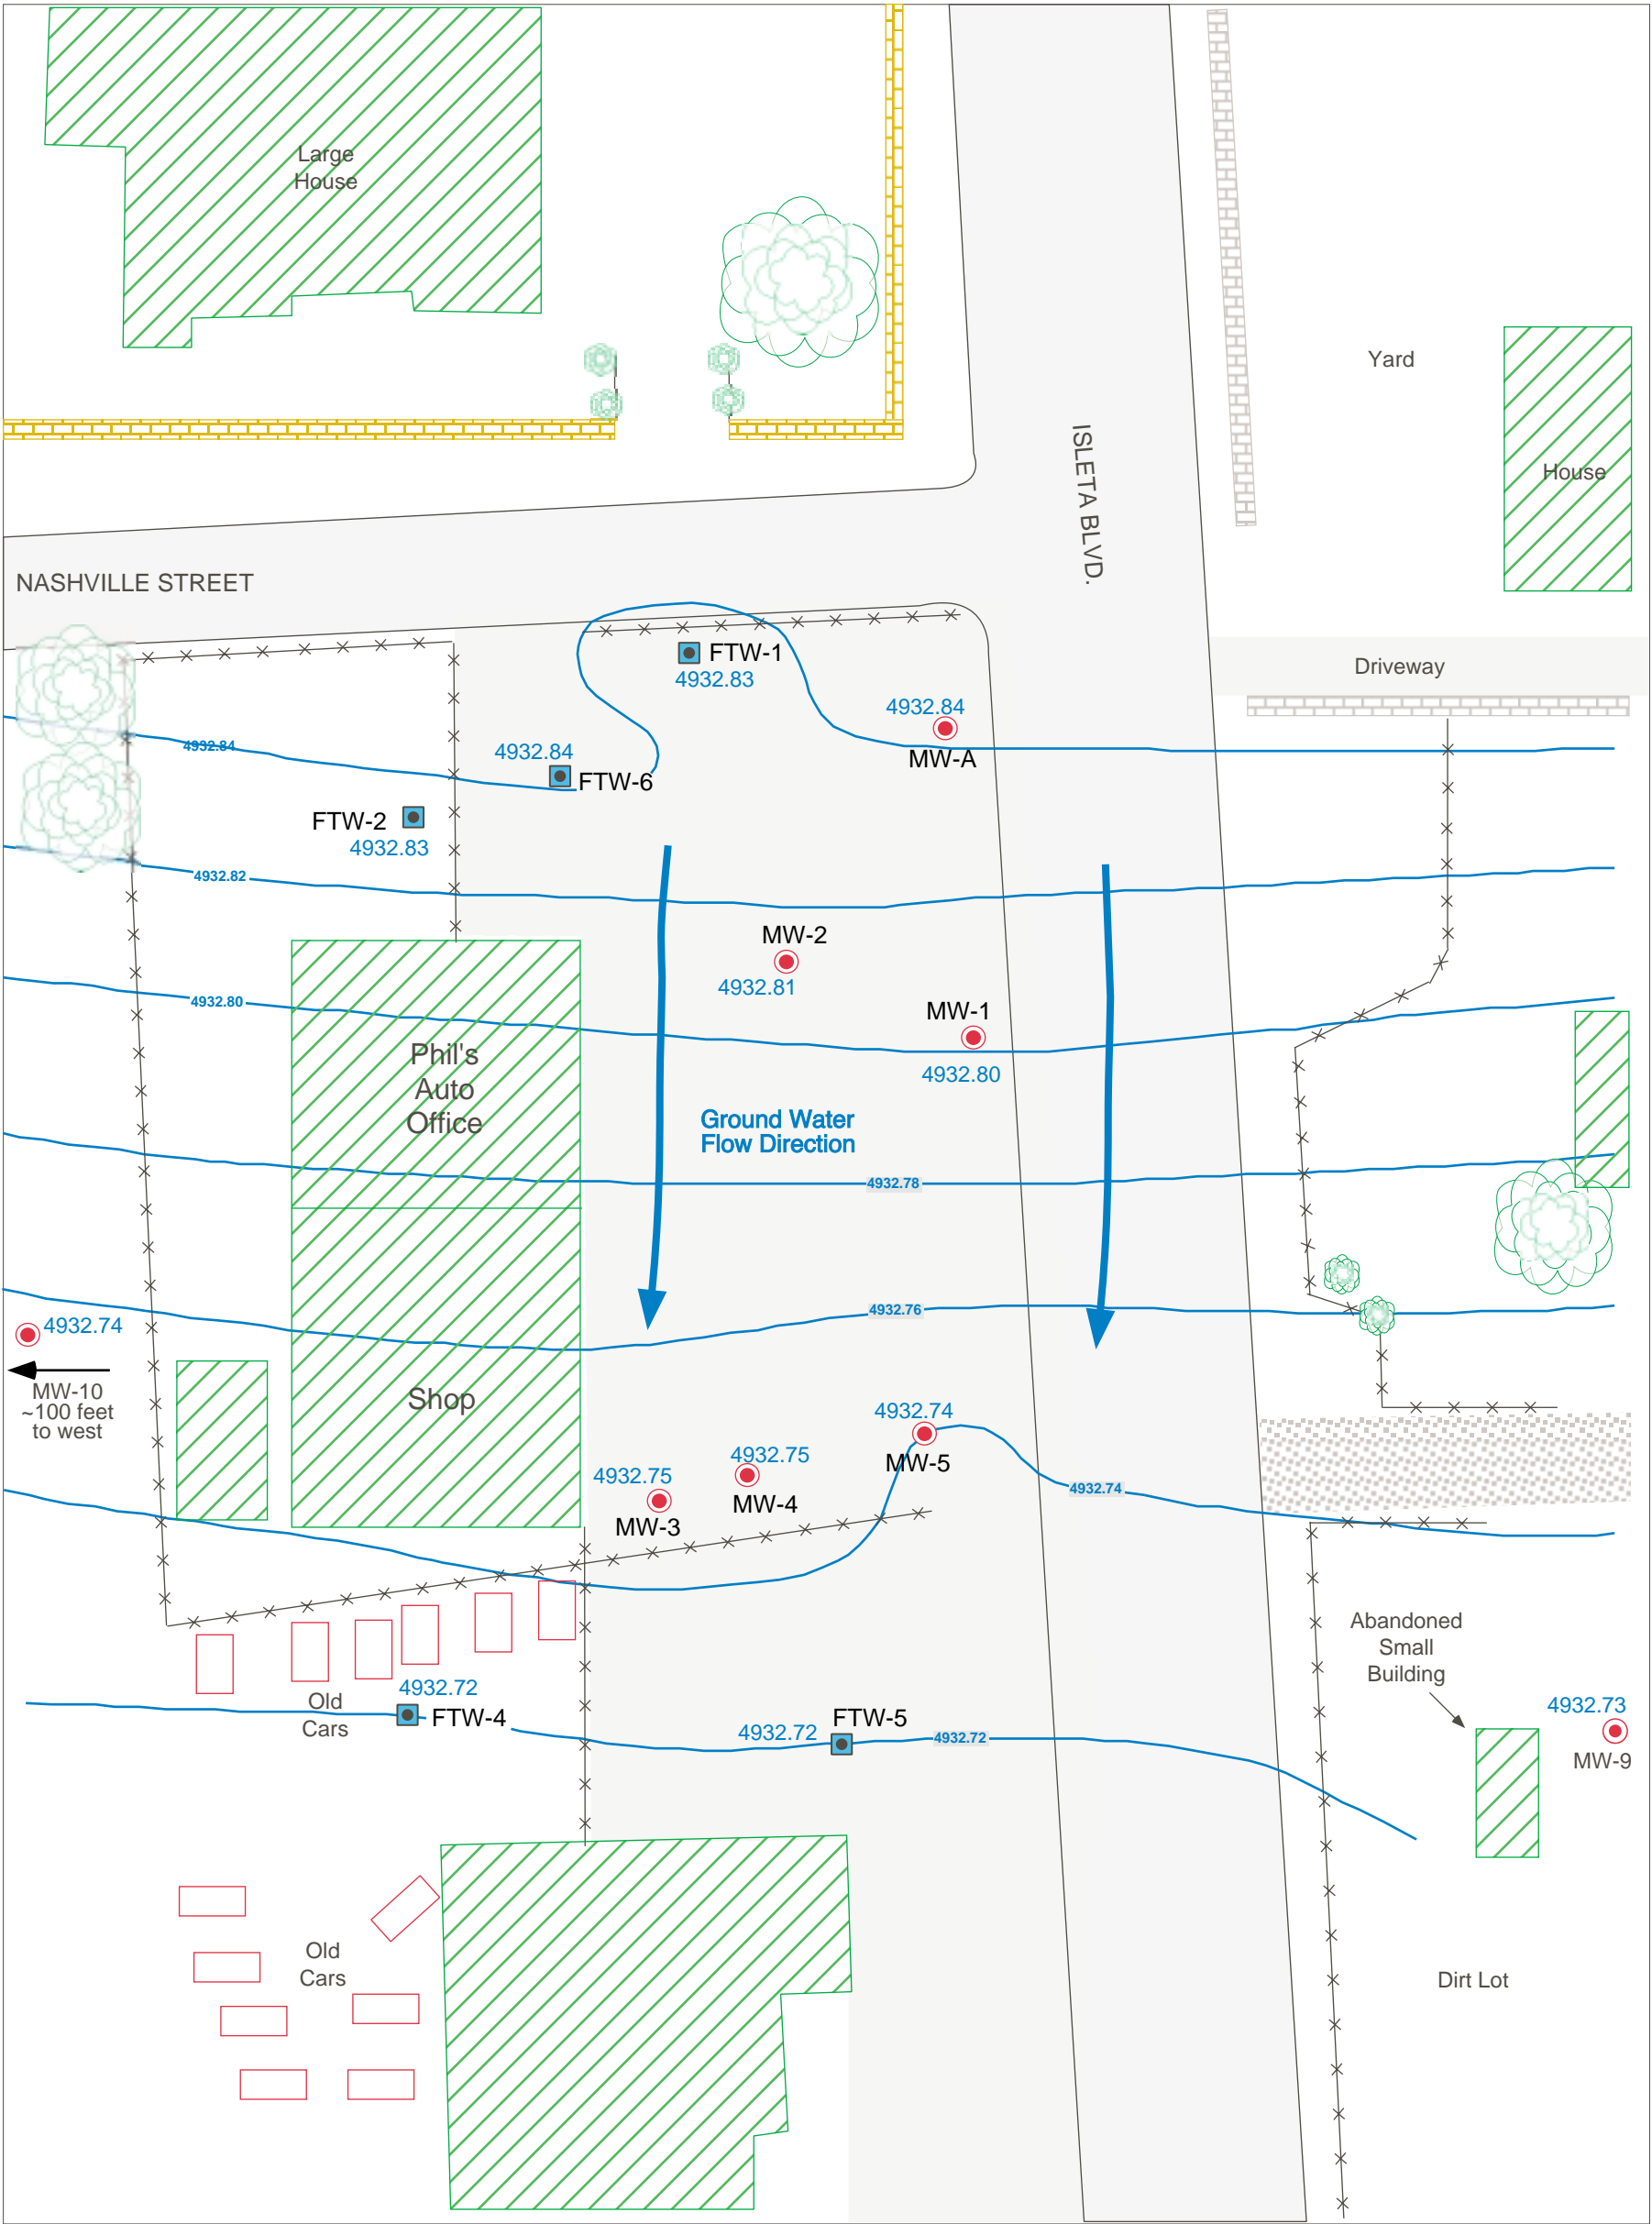 Large
House
Yard
ISLETA BLVD.
House
NASHVILLE STREET
FTW-1
4932.83
Driveway
4932.84
MW-A
4932.84
4932.84
FTW-6
FTW-2
4932.83
4932.82
MW-2
4932.81
4932.80
MW-1
4932.80
Phil's
Auto
Office
Ground Water
Flow Direction
4932.78
4932.76
4932.74
MW-10
~100 feet
to west
Shop
4932.74
MW-5
4932.75
MW-4
4932.75
MW-3
4932.74
Abandoned
Small
Building
4932.72
FTW-4
Old
Cars
4932.72
FTW-5
4932.72
4932.73
MW-9
Old
Cars
Dirt Lot